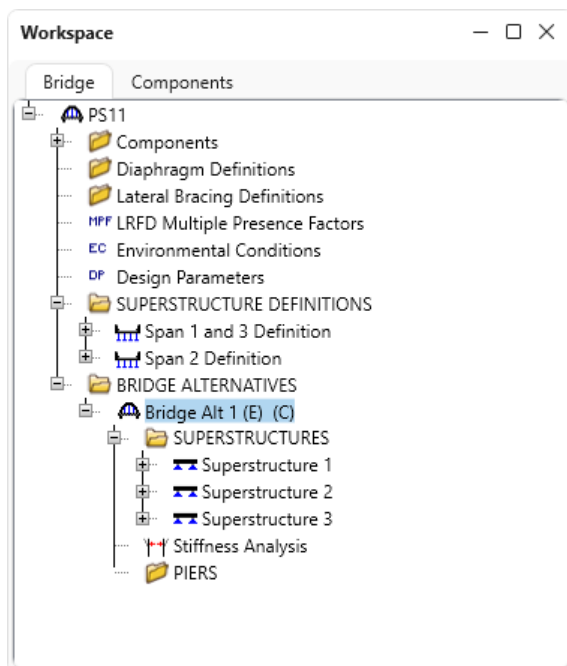 Workspace
Bridge Components
PS11
Components
Diaphragm Definitions
Lateral Bracing Definitions
MPF LRFD Multiple Presence Factors
EC Environmental Conditions
DP Design Parameters
SUPERSTRUCTURE DEFINITIONS
Span 1 and 3 Definition
Span 2 Definition
BRIDGE ALTERNATIVES
Bridge Alt 1 (E) (C)
SUPERSTRUCTURES
Superstructure 1
Superstructure 2
Superstructure 3
Stiffness Analysis
PIERS